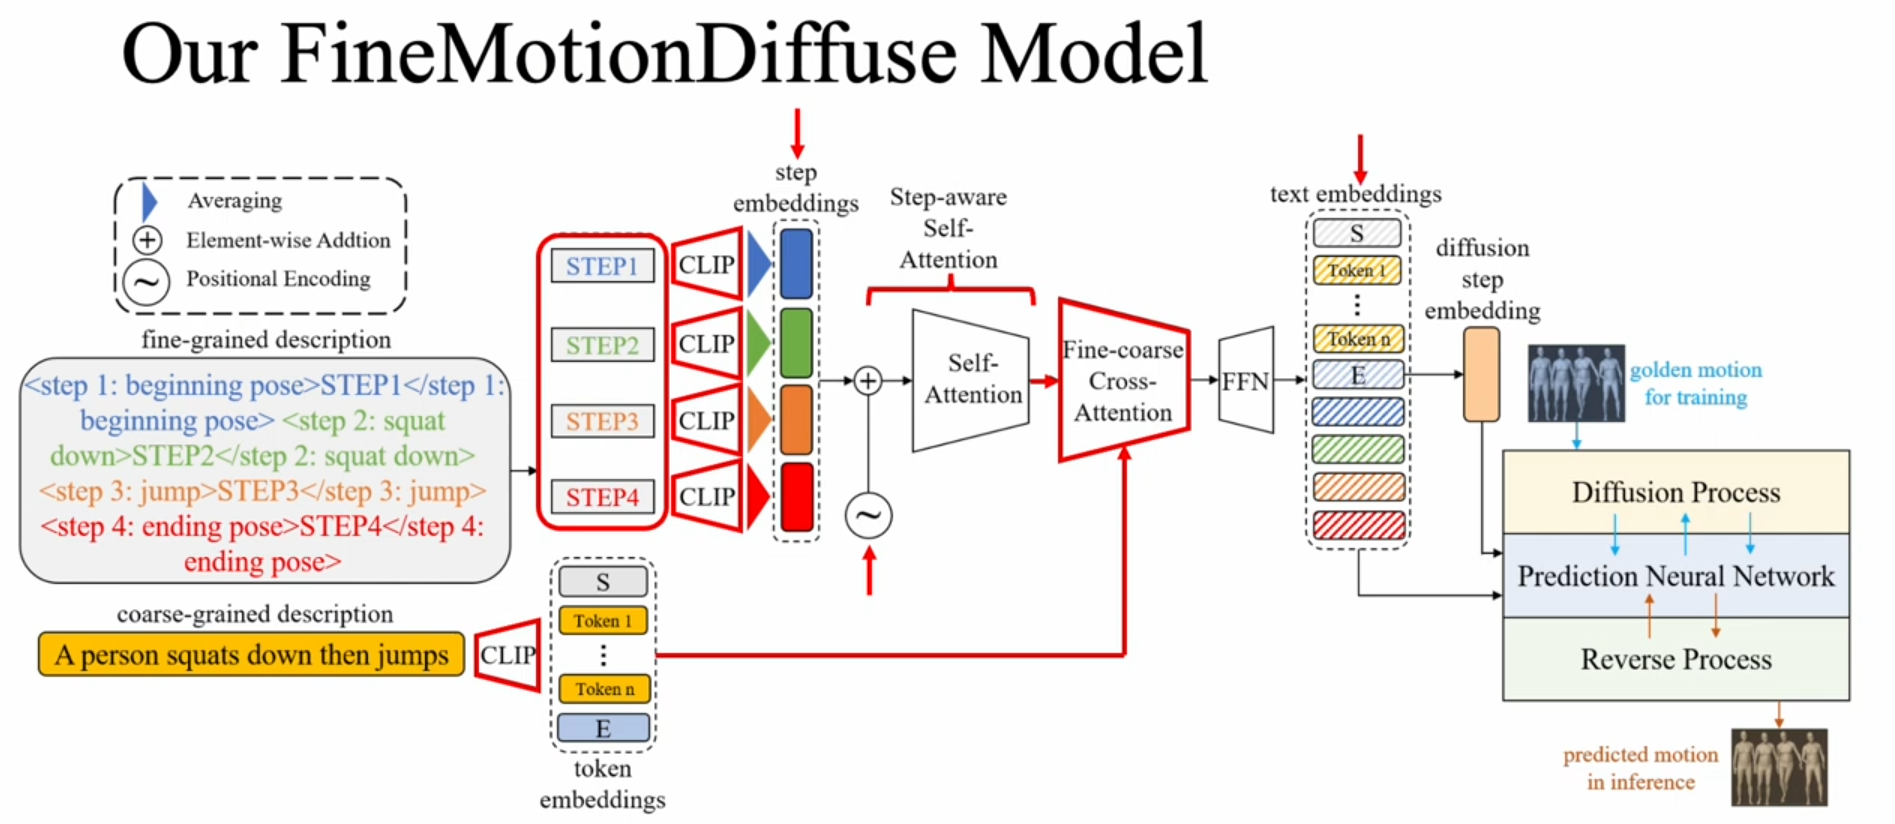 Our FineMotionDiffuse Model
Averaging
Element-wise Addtion
Positional Encoding
fine-grained description
<step 1: beginning pose>STEP1</step 1:
beginning pose> <step 2: squat
down>STEP2</step 2: squat down>
<step 3: jump>STEP3</step 3: jump>
<step 4: ending pose>STEP4</step 4:
ending pose>
coarse-grained description
A person squats down then jumps
CLIP
S
Token 1
⋮
Token n
E
token
embeddings
STEP1
STEP2
STEP3
STEP4
CLIP
CLIP
CLIP
CLIP
step
embeddings
Step-aware
Self-
Attention
Self-
Attention
Fine-coarse
Cross-
Attention
FFN
text embeddings
S
Token 1
⋮
Token n
E
diffusion
step
embedding
golden motion
for training
Diffusion Process
Prediction Neural Network
Reverse Process
predicted motion
in inference